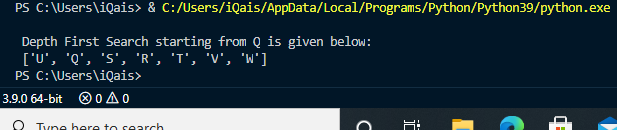 PS C:\Users\iQais> & C:/Users/iQais/AppData/Local/Programs/Python/Python39/python.exe
Depth First Search starting from Q is given below:
['U', 'Q', 'S', 'R', 'T', 'V', 'W']
PS C:\Users\iQais>
3.9.0 64-bit 0 0
Type here to search